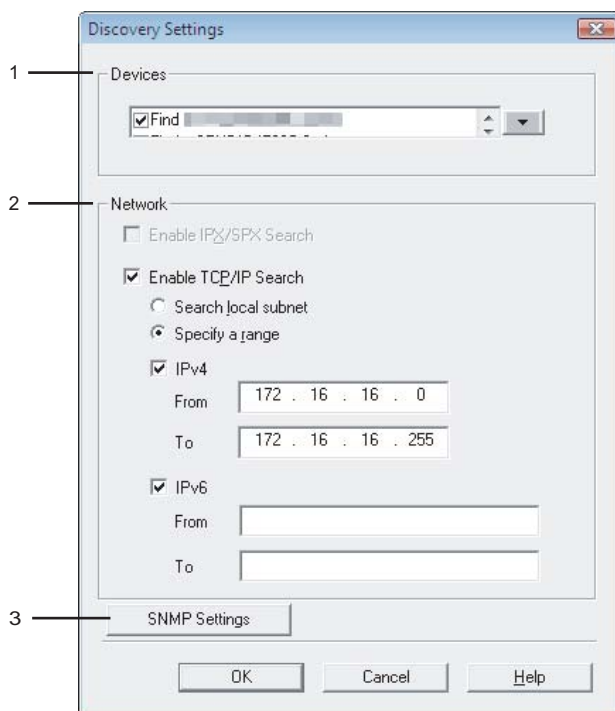 Discovery Settings
1
Devices
Find
2
Network
Enable IPX/SPX Search
Enable TCP/IP Search
Search local subnet
Specify a range
IPv4
From 172 . 16 . 16 . 0
To 172 . 16 . 16 . 255
IPv6
From
To
3
SNMP Settings
OK Cancel Help